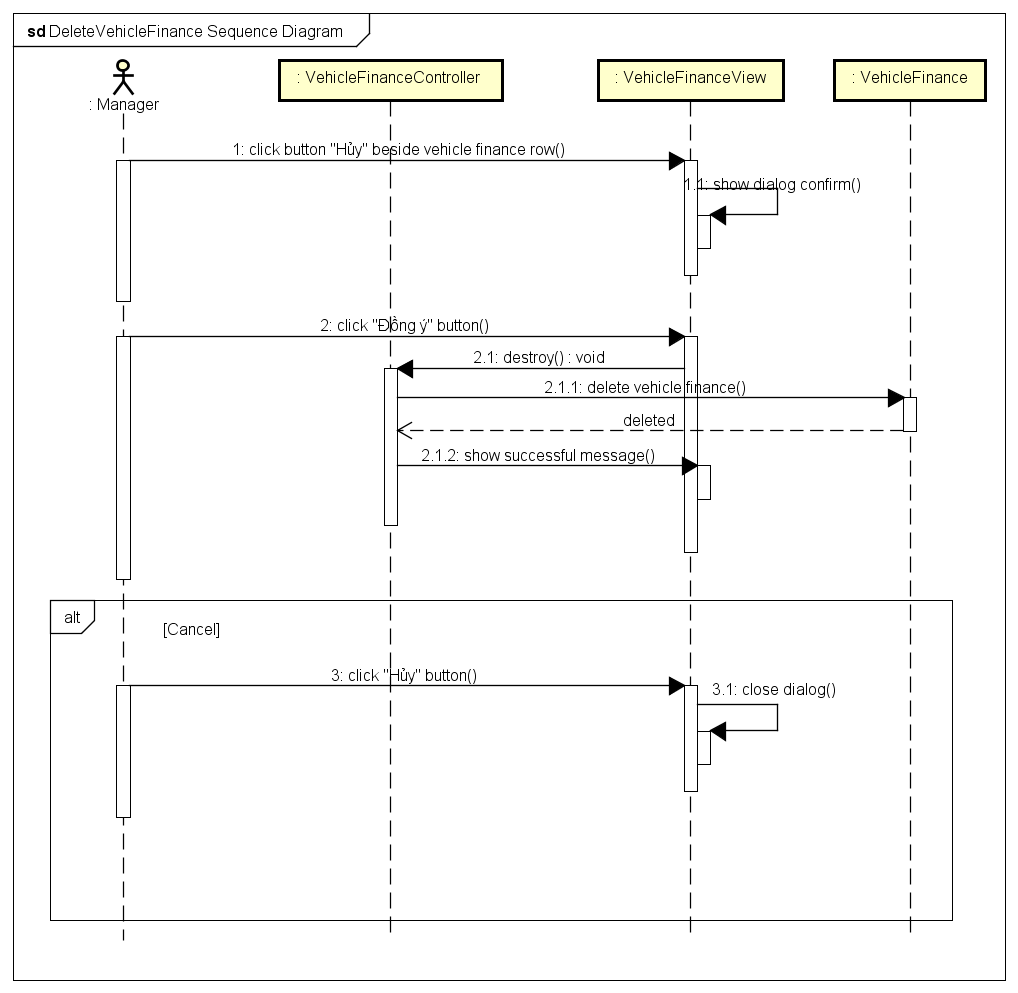 sd DeleteVehicleFinance Sequence Diagram
: Manager
: VehicleFinanceController
: VehicleFinanceView
: VehicleFinance
1: click button "Hủy" beside vehicle finance row()
1.1: show dialog confirm()
2: click "Đồng ý" button()
2.1: destroy() : void
2.1.1: delete vehicle finance()
deleted
2.1.2: show successful message()
alt
[Cancel]
3: click "Hủy" button()
3.1: close dialog()